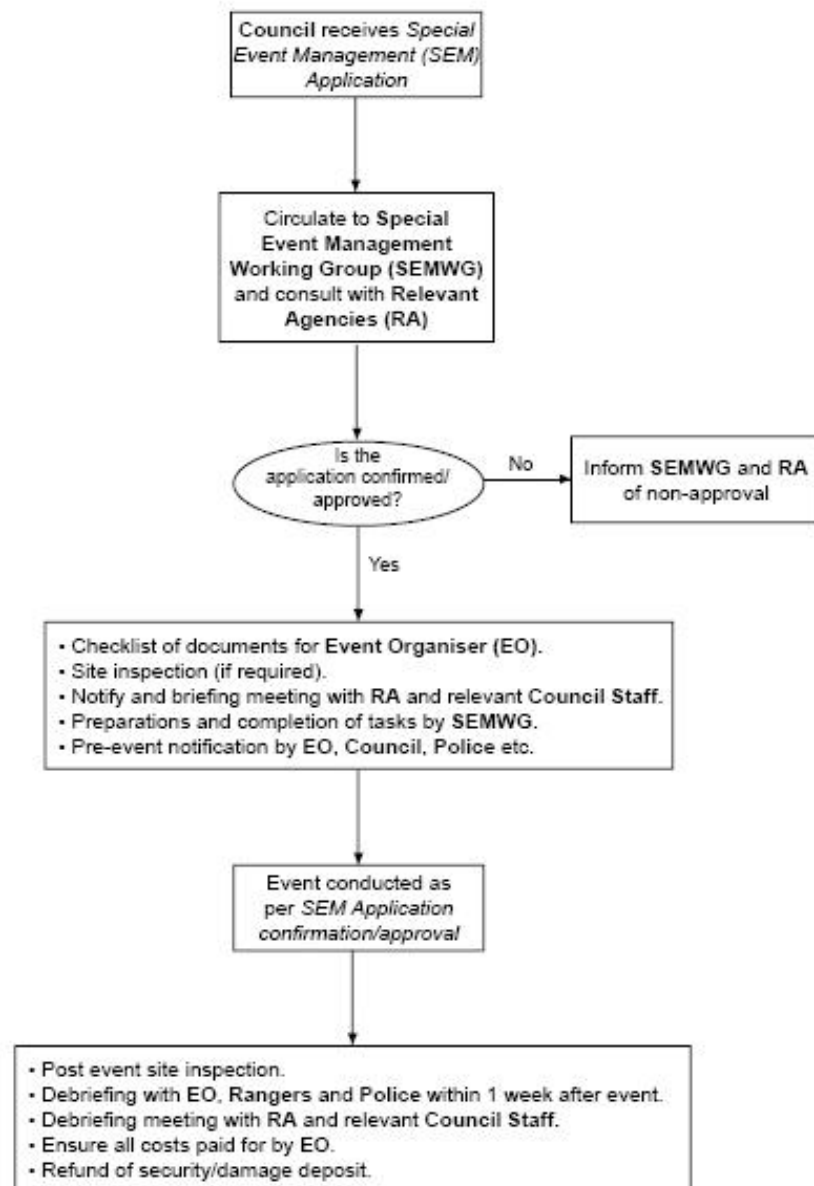 Council receives Special
Event Management (SEM)
Application
Circulate to Special
Event Management
Working Group (SEMWG)
and consult with Relevant
Agencies (RA)
Is the
application confirmed/
approved?
No
Inform SEMWG and RA
of non-approval
Yes
• Checklist of documents for Event Organiser (EO).
• Site inspection (if required).
• Notify and briefing meeting with RA and relevant Council Staff.
• Preparations and completion of tasks by SEMWG.
• Pre-event notification by EO, Council, Police etc.
Event conducted as
per SEM Application
confirmation/approval
• Post event site inspection.
• Debriefing with EO, Rangers and Police within 1 week after event.
• Debriefing meeting with RA and relevant Council Staff.
• Ensure all costs paid for by EO.
• Refund of security/damage deposit.